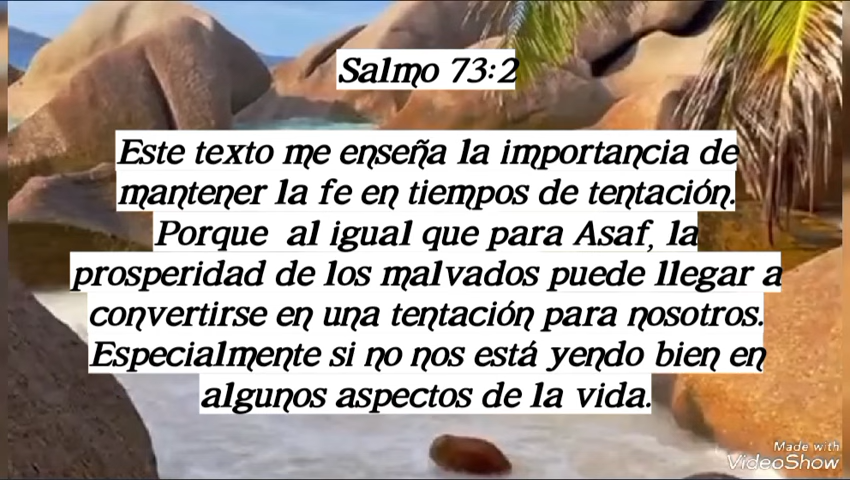 Salmo 73:2
Este texto me enseña la importancia de
mantener la fe en tiempos de tentación.
Porque al igual que para Asaf, la
prosperidad de los malvados puede llegar a
convertirse en una tentación para nosotros.
Especialmente si no nos está yendo bien en
algunos aspectos de la vida.
Made with
VideoShow